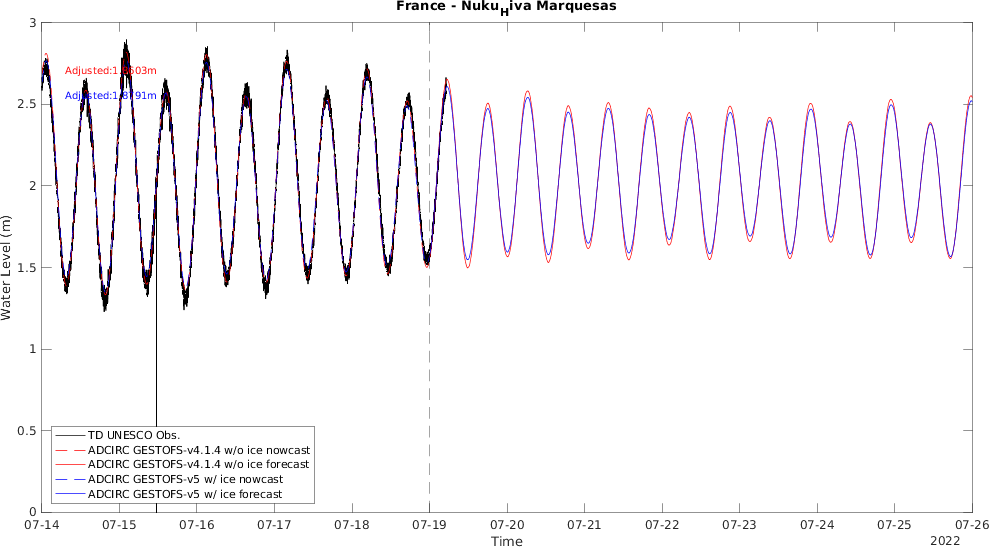 France - Nuku_Hiva Marquesas
3
2.5
2
1.5
1
0.5
0
Water Level (m)
Adjusted:1.
603m
Adjusted:1.8791m
TD UNESCO Obs.
ADCIRC GESTOFS-v4.1.4 w/o ice nowcast
ADCIRC GESTOFS-v4.1.4 w/o ice forecast
ADCIRC GESTOFS-v5 w/ ice nowcast
ADCIRC GESTOFS-v5 w/ ice forecast
07-14 07-15 07-16 07-17 07-18 07-19 07-20 07-21 07-22 07-23 07-24 07-25 07-26
Time
2022